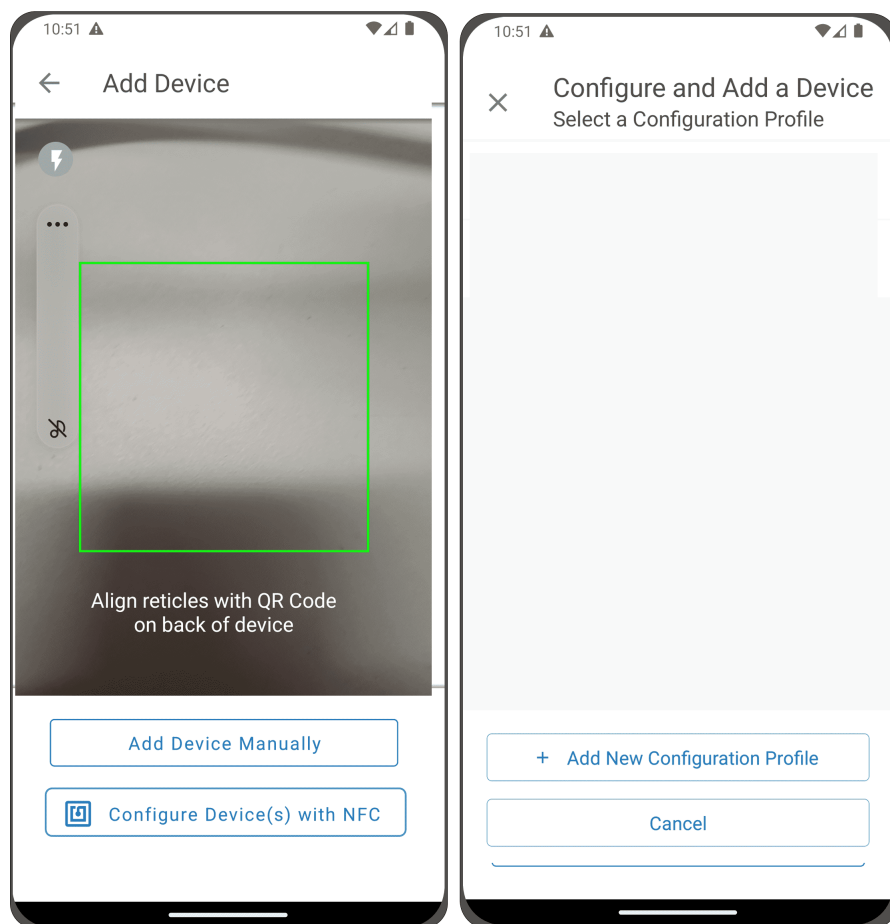 10:51
Add Device
Align reticles with QR Code
on back of device
Add Device Manually
Configure Device(s) with NFC
10:51
Configure and Add a Device
Select a Configuration Profile
+ Add New Configuration Profile
Cancel